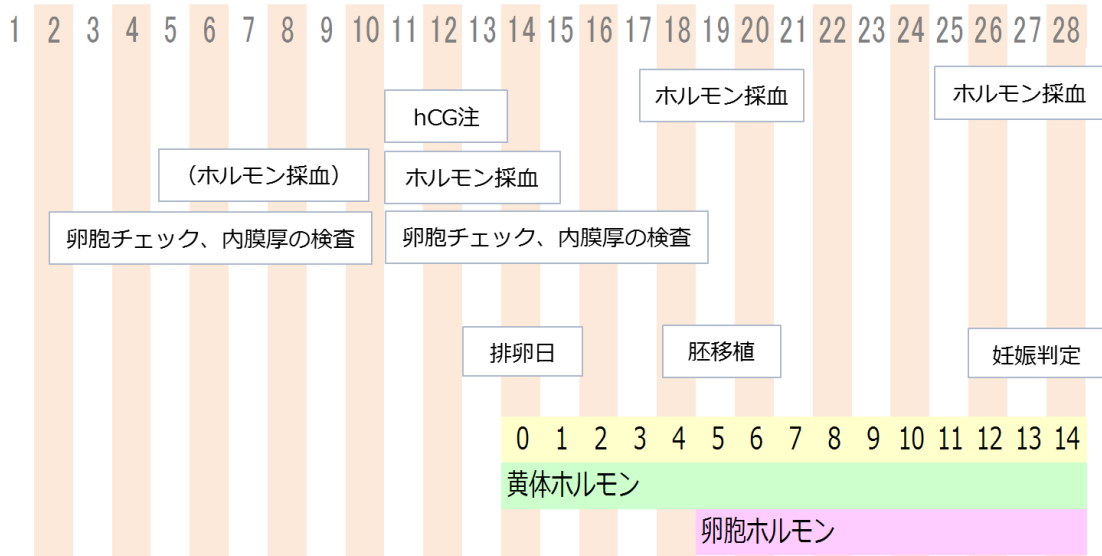 1 2 3 4 5 6 7 8 9 10 11 12 13 14 15 16 17 18 19 20 21 22 23 24 25 26 27 28
ホルモン採血
ホルモン採血
hCG注
(ホルモン採血)
ホルモン採血
卵胞チェック、内膜厚の検査
卵胞チェック、内膜厚の検査
排卵日
胚移植
妊娠判定
0 1 2 3 4 5 6 7 8 9 10 11 12 13 14
黄体ホルモン
卵胞ホルモン